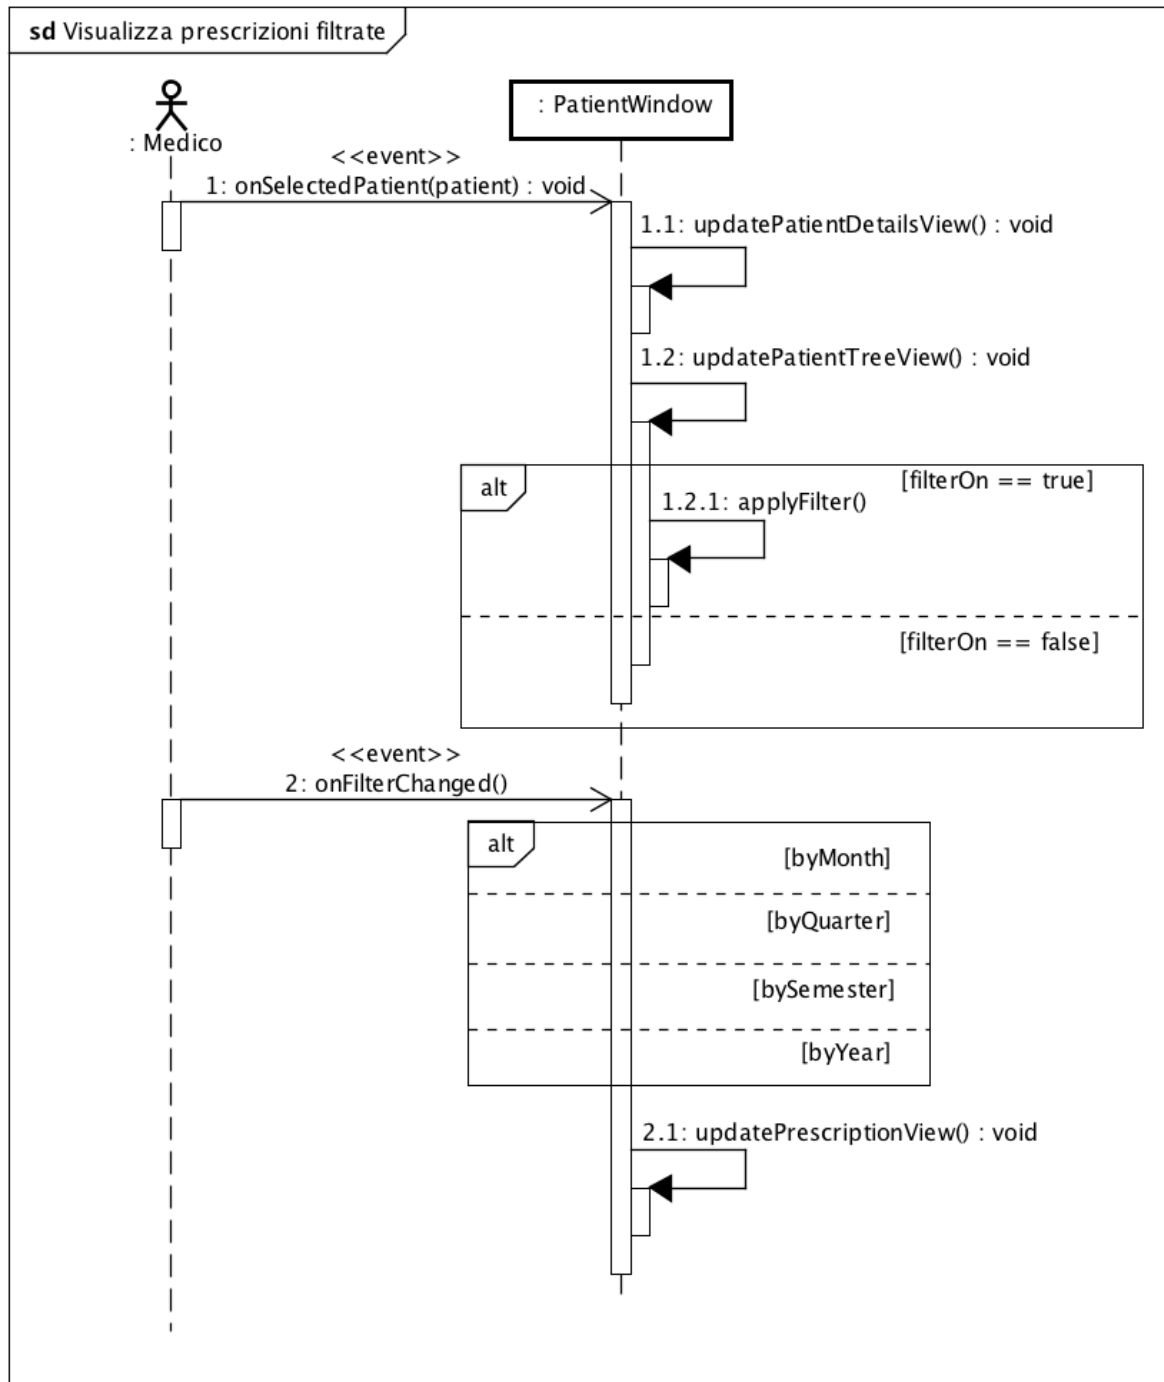 sd Visualizza prescrizioni filtrate
: Medico
: PatientWindow
<<event>>
1: onSelectedPatient(patient) : void
1.1: updatePatientDetailsView() : void
1.2: updatePatientTreeView() : void
alt
[filterOn == true]
1.2.1: applyFilter()
[filterOn == false]
<<event>>
2: onFilterChanged()
alt
[byMonth]
[byQuarter]
[bySemester]
[byYear]
2.1: updatePrescriptionView() : void